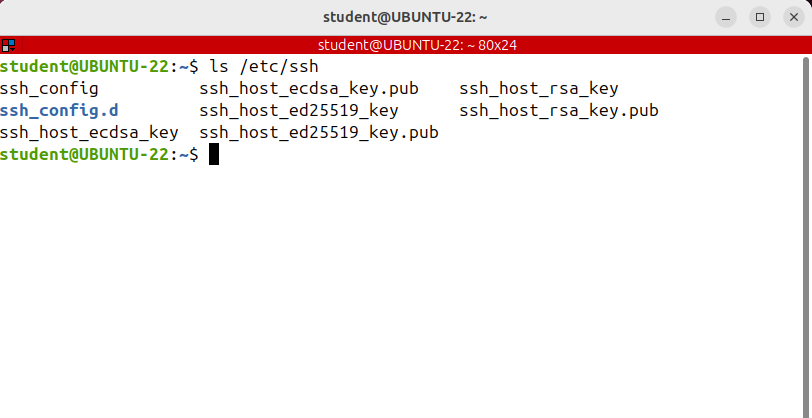 student@UBUNTU-22: ~
student@UBUNTU-22: ~ 80x24
student@UBUNTU-22:~$ ls /etc/ssh
ssh_config          ssh_host_ecdsa_key.pub    ssh_host_rsa_key
ssh_config.d        ssh_host_ed25519_key      ssh_host_rsa_key.pub
ssh_host_ecdsa_key  ssh_host_ed25519_key.pub
student@UBUNTU-22:~$